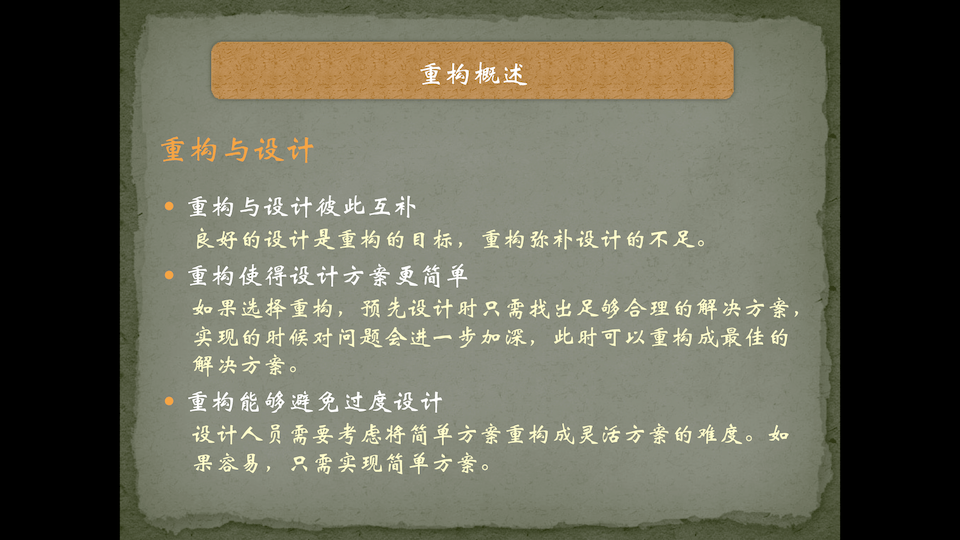 重构概述
重构与设计
• 重构与设计彼此互补
良好的设计是重构的目标，重构弥补设计的不足。
• 重构使得设计方案更简单
如果选择重构，预先设计时只需找出足够合理的解决方案，
实现的时候对问题会进一步加深，此时可以重构成最佳的
解决方案。
• 重构能够避免过度设计
设计人员需要考虑将简单方案重构成灵活方案的难度。如
果容易，只需实现简单方案。